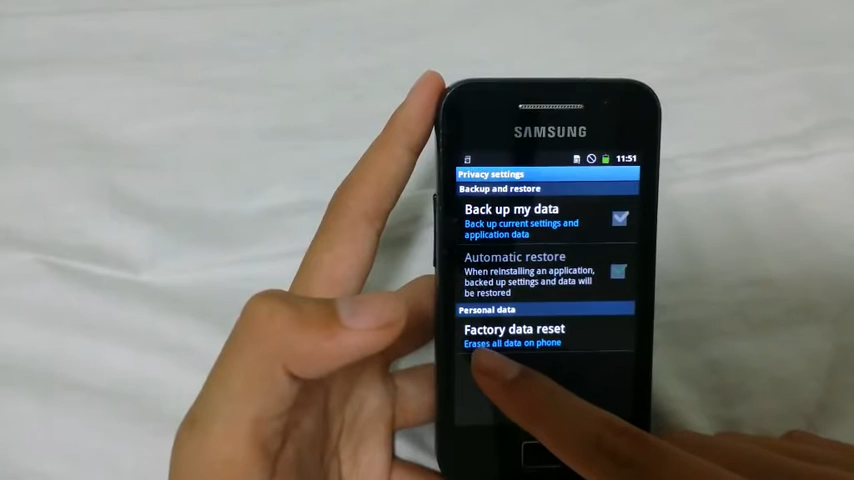 SAMSUNG
11:51
Privacy settings
Backup and restore
Back up my data
Back up current settings and
application data
Automatic restore
When reinstalling an application,
backed up settings and data will
be restored
Personal data
Factory data reset
Erases all data on phone